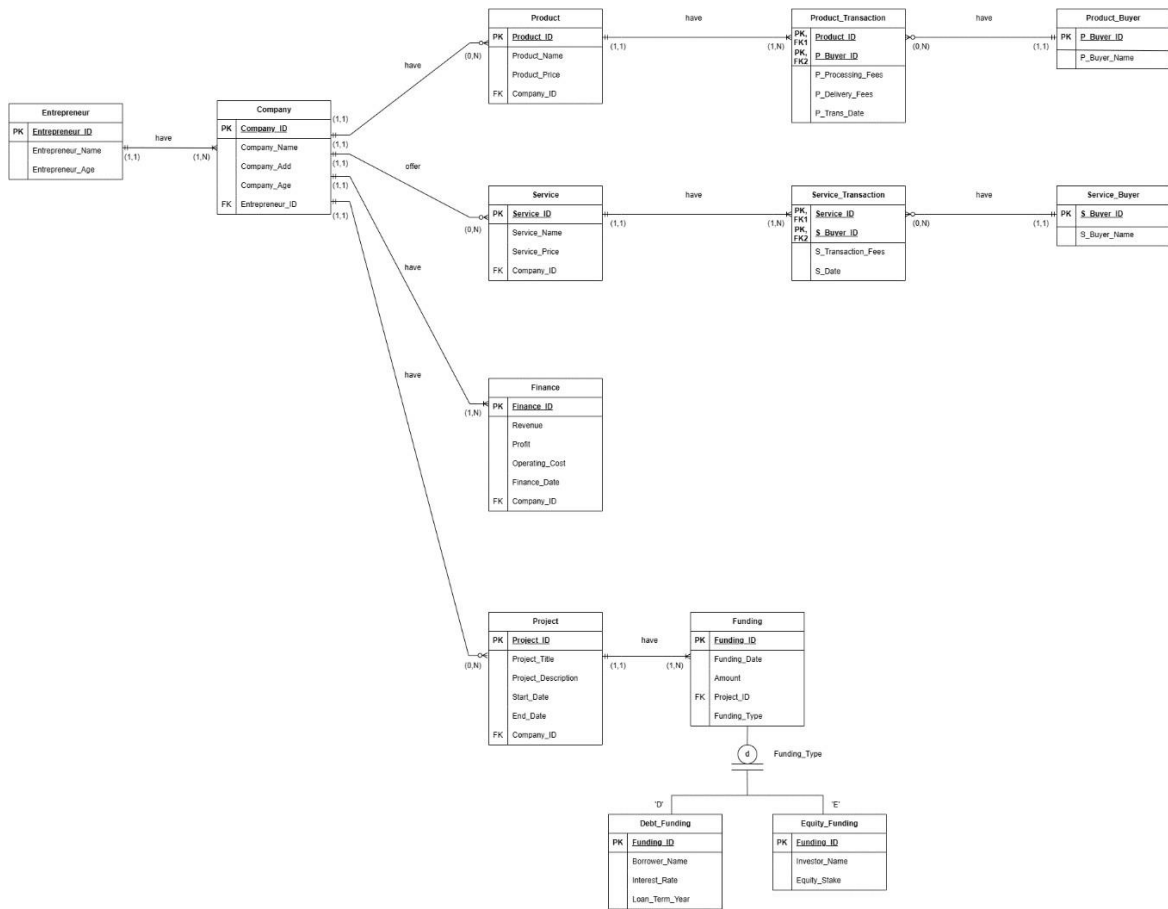 Product
PK Product_ID
Product_Name
Product_Price
FK Company_ID
have
(1,1)
(1,N)
Product_Transaction
PK, FK1 Product_ID
PK, FK2 P_Buyer_ID
P_Processing_Fees
P_Delivery_Fees
P_Trans_Date
have
(0,N)
(1,1)
Product_Buyer
PK P_Buyer_ID
P_Buyer_Name
(0,N)
have
Entrepreneur
PK Entrepreneur_ID
Entrepreneur_Name
Entrepreneur_Age
have
(1,1)
(1,N)
Company
PK Company_ID
Company_Name
Company_Add
Company_Age
FK Entrepreneur_ID
(1,1)
(1,1)
(1,1)
(1,1)
(1,1)
offer
(0,N)
Service
PK Service_ID
Service_Name
Service_Price
FK Company_ID
have
(1,1)
(1,N)
Service_Transaction
PK, FK1 Service_ID
PK, FK2 S_Buyer_ID
S_Transaction_Fees
S_Date
have
(0,N)
(1,1)
Service_Buyer
PK S_Buyer_ID
S_Buyer_Name
have
(1,N)
Finance
PK Finance_ID
Revenue
Profit
Operating_Cost
Finance_Date
FK Company_ID
have
(0,N)
Project
PK Project_ID
Project_Title
Project_Description
Start_Date
End_Date
FK Company_ID
have
(1,1)
(1,N)
Funding
PK Funding_ID
Funding_Date
Amount
FK Project_ID
Funding_Type
d
Funding_Type
'D'
'E'
Debt_Funding
PK Funding_ID
Borrower_Name
Interest_Rate
Loan_Term_Year
Equity_Funding
PK Funding_ID
Investor_Name
Equity_Stake